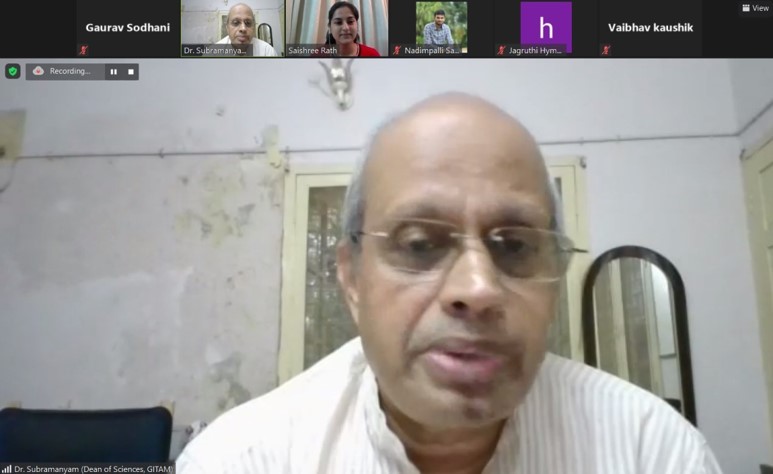 View
Gaurav Sodhani
Vaibhav kaushik
h
Dr. Subramanya...
Saishree Rath
Nadimpalli Sa...
Jagruthi Hym...
Recording...
Dr. Subramanyam (Dean of Sciences, GITAM)